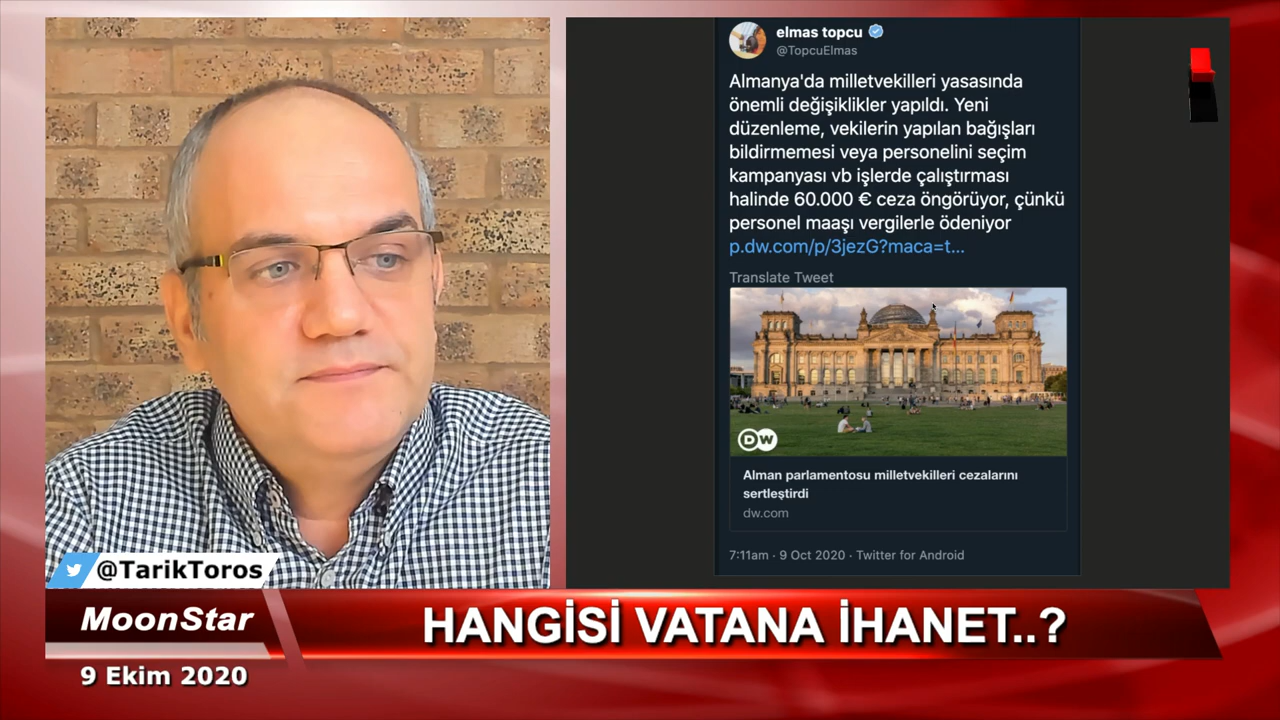 elmas topcu
@TopcuElmas
Almanya'da milletvekilleri yasasında
önemli değişiklikler yapıldı. Yeni
düzenleme, vekilerin yapılan bağışları
bildirmemesi veya personelini seçim
kampanyası vb işlerde çalıştırması
halinde 60.000 € ceza öngörüyor, çünkü
personel maaşı vergilerle ödeniyor
p.dw.com/p/3jezG?maca=t...
Translate Tweet
DW
Alman parlamentosu milletvekilleri cezalarını
sertleştirdi
dw.com
7:11am · 9 Oct 2020 · Twitter for Android
@TarikToros
MoonStar
HANGİSİ VATANA İHANET..?
9 Ekim 2020